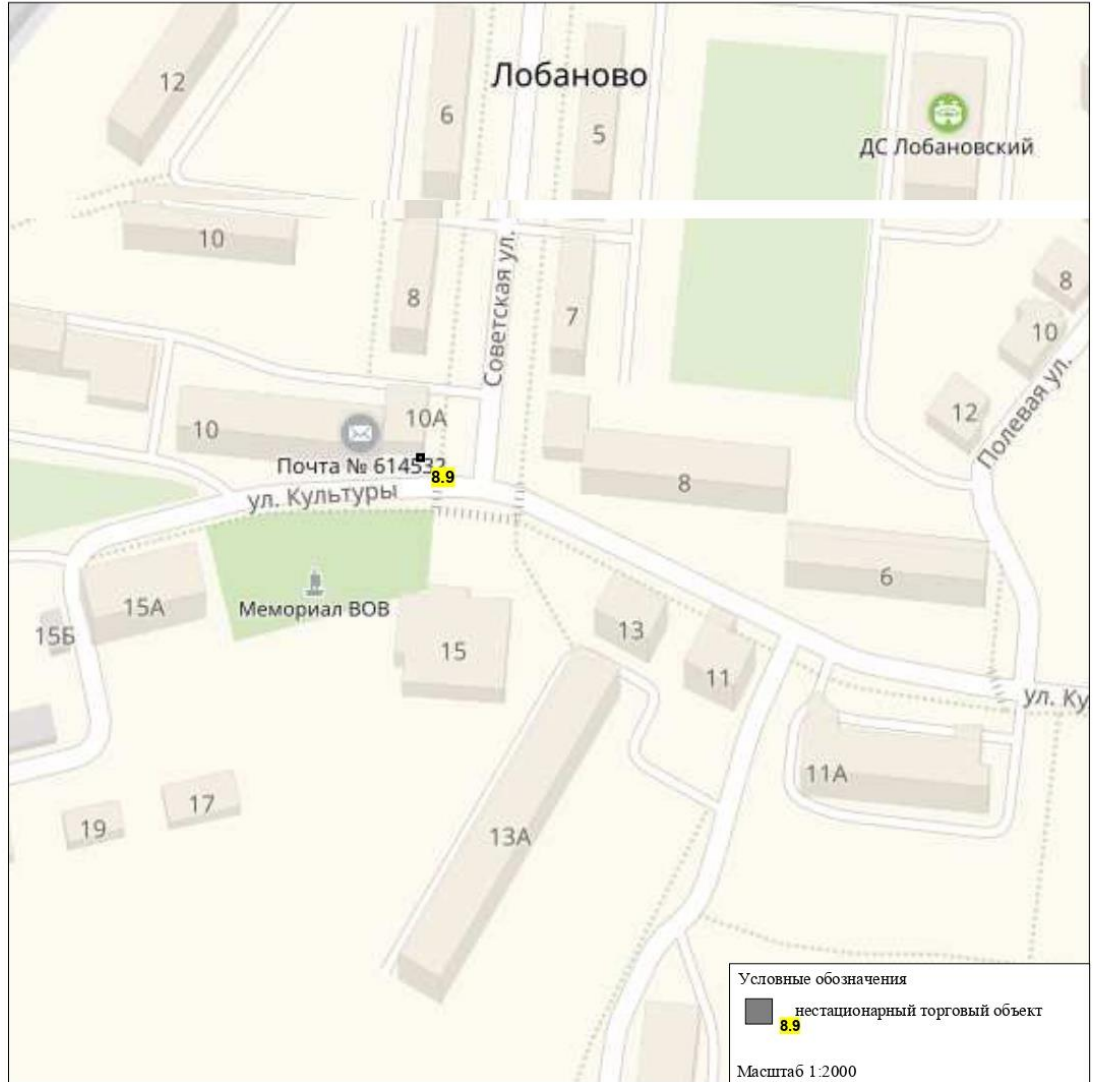 Лобаново
12
6
5
ДС Лобановский
10
8
7
Советская ул.
8
10
12
Полевая ул.
10
10А
Почта № 614532
8.9
ул. Культуры
8
6
15А
15Б
Мемориал ВОВ
15
13
11
ул. Ку
11А
17
19
13А
Условные обозначения
нестационарный торговый объект
8.9
Масштаб 1:2000